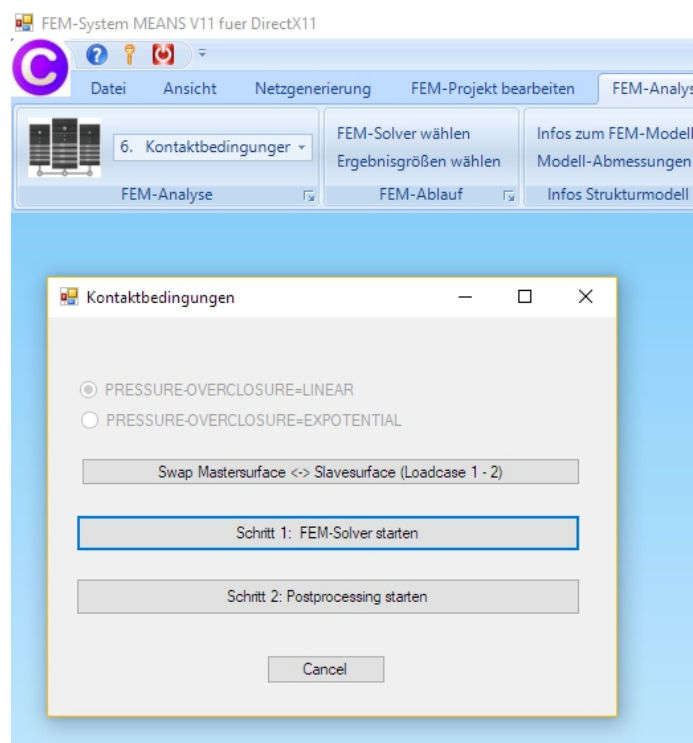 FEM-System MEANS V11 fuer DirectX11
Datei Ansicht Netzgenerierung FEM-Projekt bearbeiten FEM-Analys
6. Kontaktbedingunger
FEM-Solver wählen Infos zum FEM-Modell
Ergebnisgrößen wählen Modell-Abmessungen
FEM-Analyse FEM-Ablauf Infos Strukturmodell
Kontaktbedingungen
PRESSURE-OVERCLOSURE=LINEAR
PRESSURE-OVERCLOSURE=EXPOTENTIAL
Swap Mastersurface <-> Slavesurface (Loadcase 1 - 2)
Schritt 1: FEM-Solver starten
Schritt 2: Postprocessing starten
Cancel